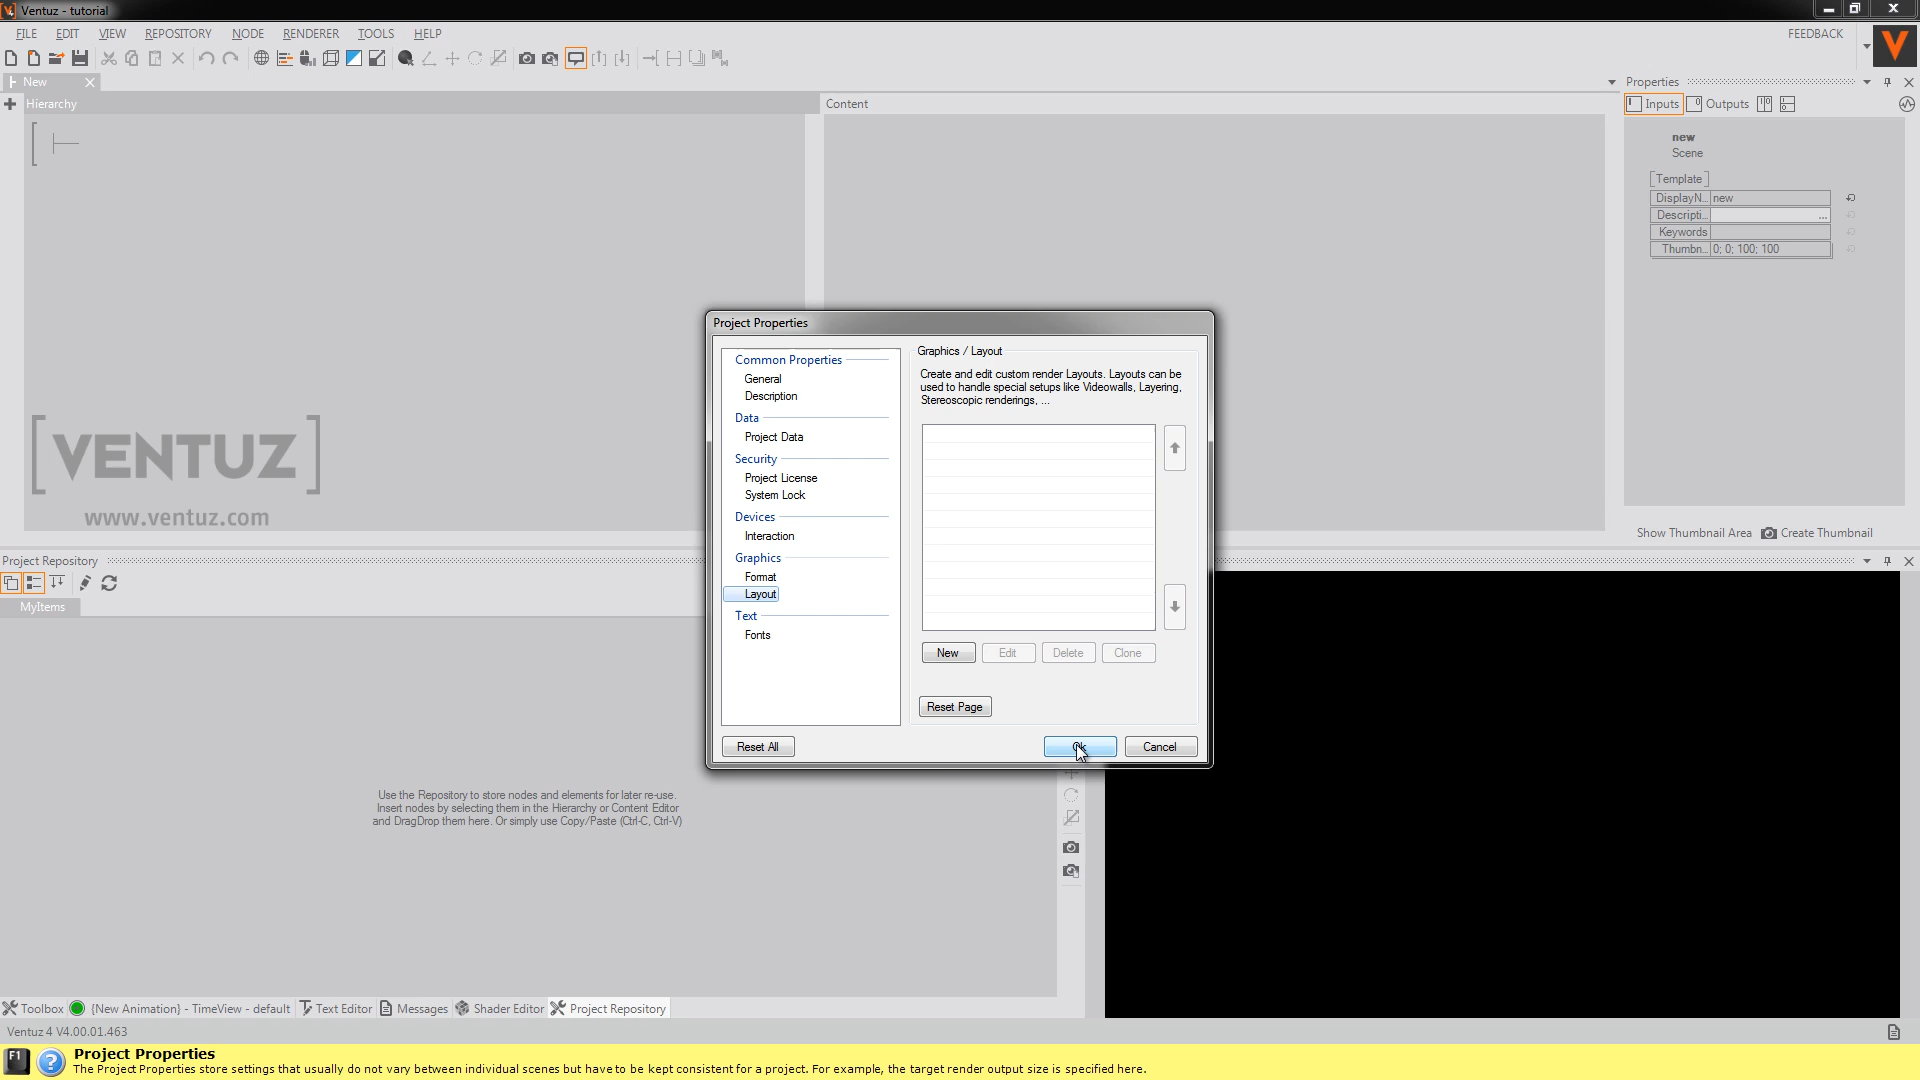 Ventuz - tutorial
FILE EDIT VIEW REPOSITORY NODE RENDERER TOOLS HELP
FEEDBACK
New
Properties
Hierarchy
Content
Inputs Outputs
new
Scene
[Template]
DisplayN... new
Descripti... ...
Keywords
Thumbn... 0; 0; 100; 100
Show Thumbnail Area Create Thumbnail
[VENTUZ]
www.ventuz.com
Project Properties
Common Properties
General
Description
Data
Project Data
Security
Project License
System Lock
Devices
Interaction
Graphics
Format
Layout
Text
Fonts
Graphics / Layout
Create and edit custom render Layouts. Layouts can be
used to handle special setups like Videowalls, Layering,
Stereoscopic renderings, ...
New Edit Delete Clone
Reset Page
Reset All Ok Cancel
Project Repository
MyItems
Use the Repository to store nodes and elements for later re-use.
Insert nodes by selecting them in the Hierarchy or Content Editor
and DragDrop them here. Or simply use Copy/Paste (Ctrl-C, Ctrl-V)
Toolbox {New Animation} - TimeView - default Text Editor Messages Shader Editor Project Repository
Ventuz 4 V4.00.01.463
F1 ? Project Properties
The Project Properties store settings that usually do not vary between individual scenes but have to be kept consistent for a project. For example, the target render output size is specified here.